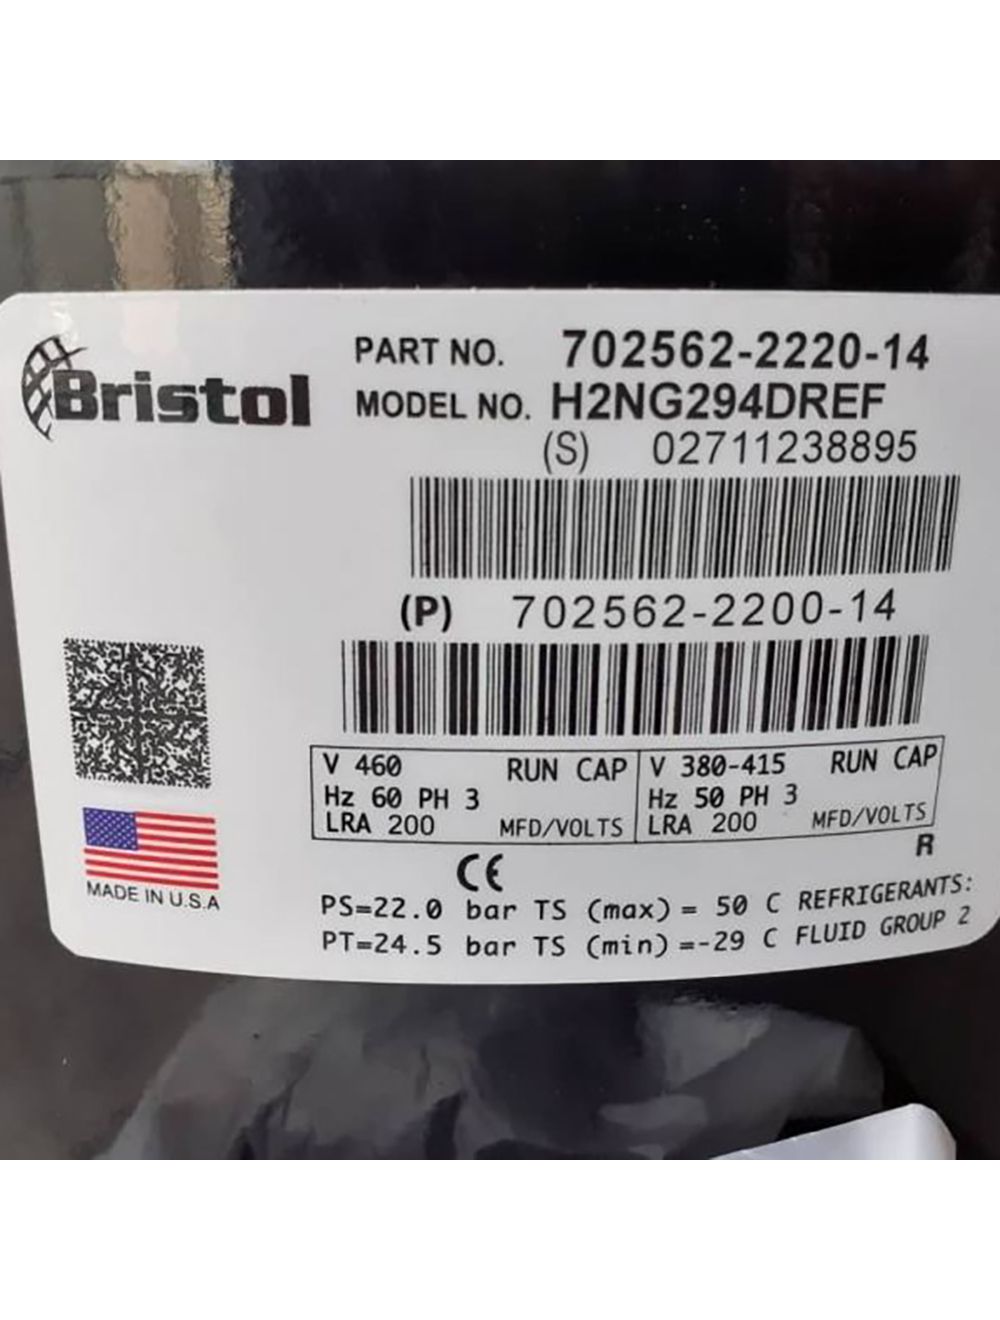 Bristol
PART NO. 702562-2220-14
MODEL NO. H2NG294DREF
(S) 02711238895
(P) 702562-2200-14
V 460 RUN CAP
Hz 60 PH 3
LRA 200 MFD/VOLTS
V 380-415 RUN CAP
Hz 50 PH 3
LRA 200 MFD/VOLTS
R
MADE IN U.S.A
CE
PS=22.0 bar TS (max)= 50 C REFRIGERANTS:
PT=24.5 bar TS (min)=-29 C FLUID GROUP 2